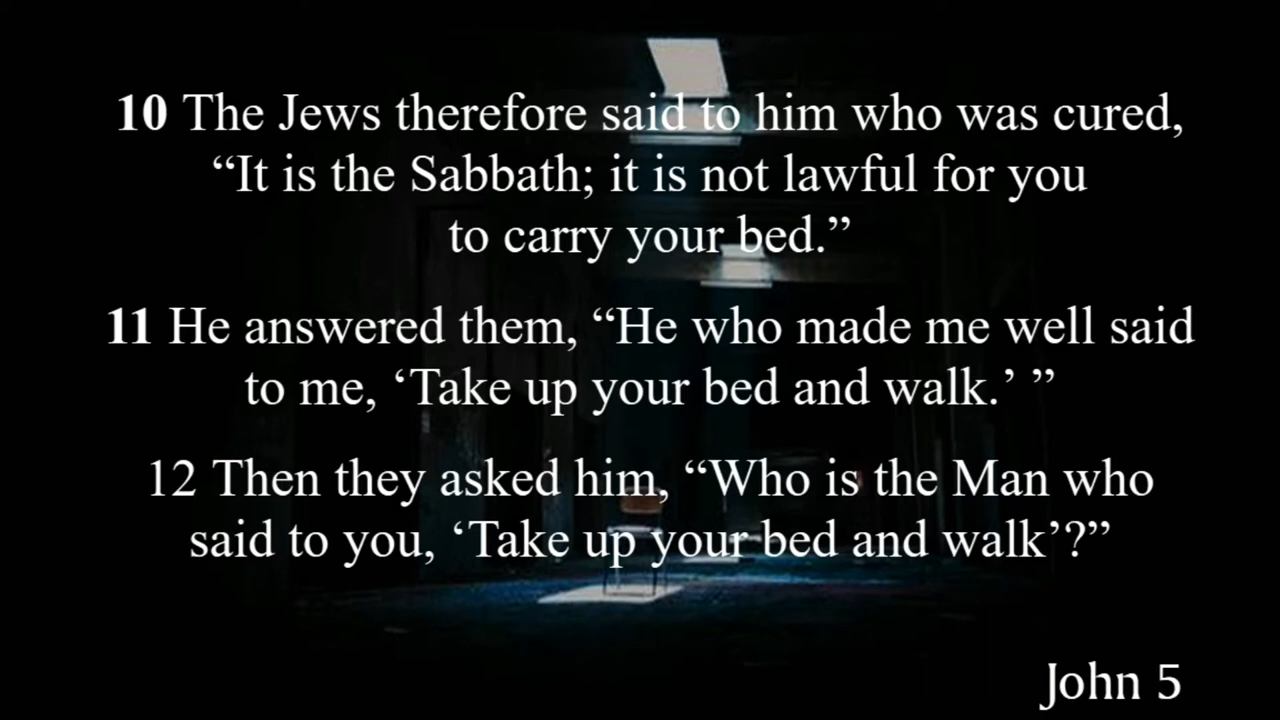 10 The Jews therefore said to him who was cured,
“It is the Sabbath; it is not lawful for you
to carry your bed.”
11 He answered them, “He who made me well said
to me, ‘Take up your bed and walk.’ ”
12 Then they asked him, “Who is the Man who
said to you, ‘Take up your bed and walk’?”
John 5